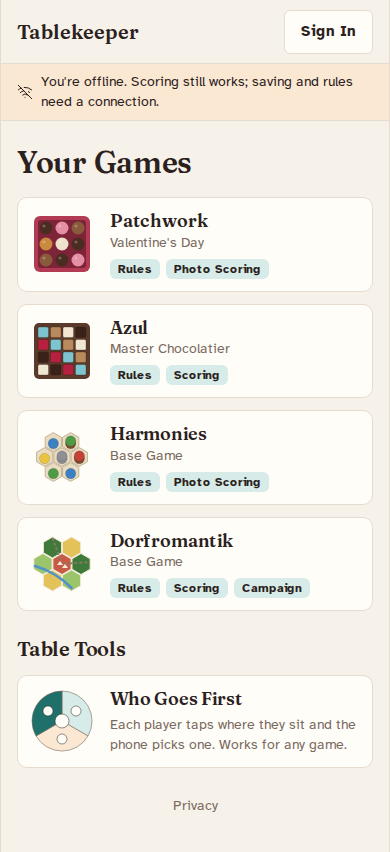 Tablekeeper
Sign In
You're offline. Scoring still works; saving and rules
need a connection.
Your Games
Patchwork
Valentine's Day
Rules
Photo Scoring
Azul
Master Chocolatier
Rules
Scoring
Harmonies
Base Game
Rules
Photo Scoring
Dorfromantik
Base Game
Rules
Scoring
Campaign
Table Tools
Who Goes First
Each player taps where they sit and the
phone picks one. Works for any game.
Privacy